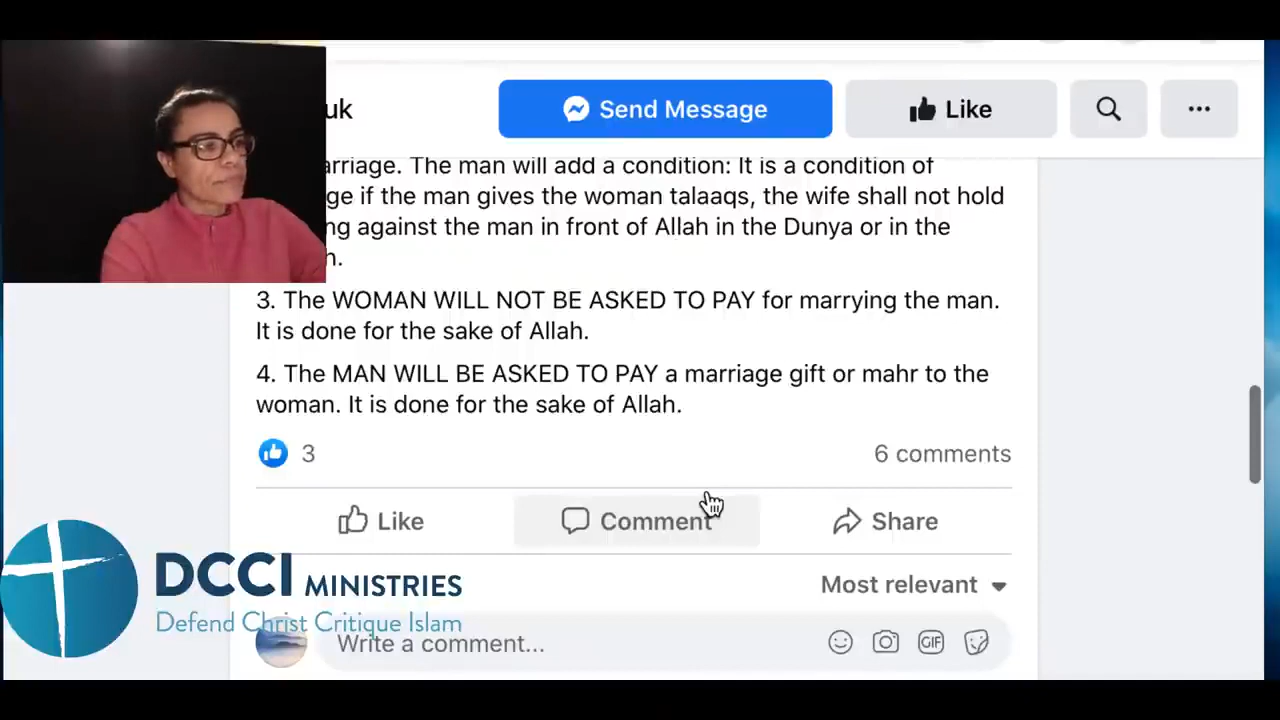 uk
Send Message
Like
arriage. The man will add a condition: It is a condition of
ge if the man gives the woman talaaqs, the wife shall not hold
ng against the man in front of Allah in the Dunya or in the
h.
3. The WOMAN WILL NOT BE ASKED TO PAY for marrying the man.
It is done for the sake of Allah.
4. The MAN WILL BE ASKED TO PAY a marriage gift or mahr to the
woman. It is done for the sake of Allah.
3
6 comments
Like
Comment
Share
DCCI MINISTRIES
Defend Christ Critique Islam
Most relevant
Write a comment...
GIF